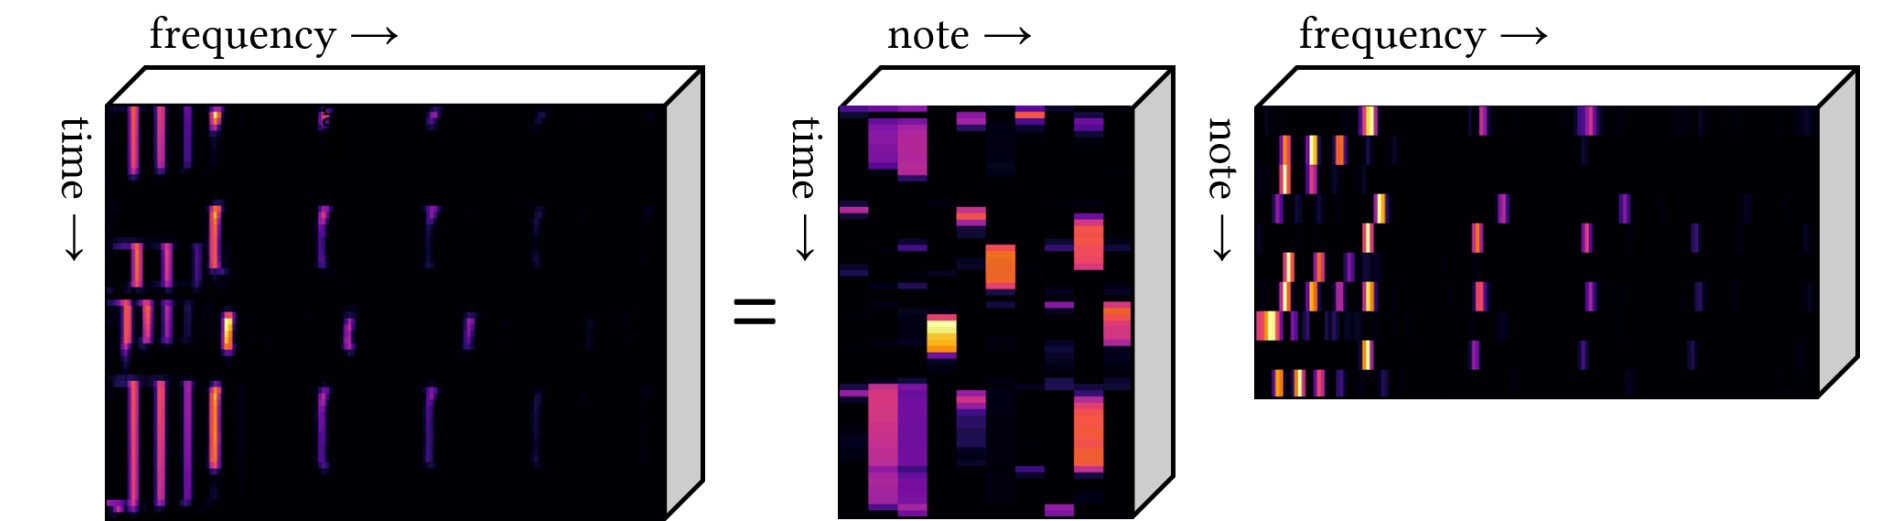 frequency →
time →
=
note →
time →
frequency →
note →